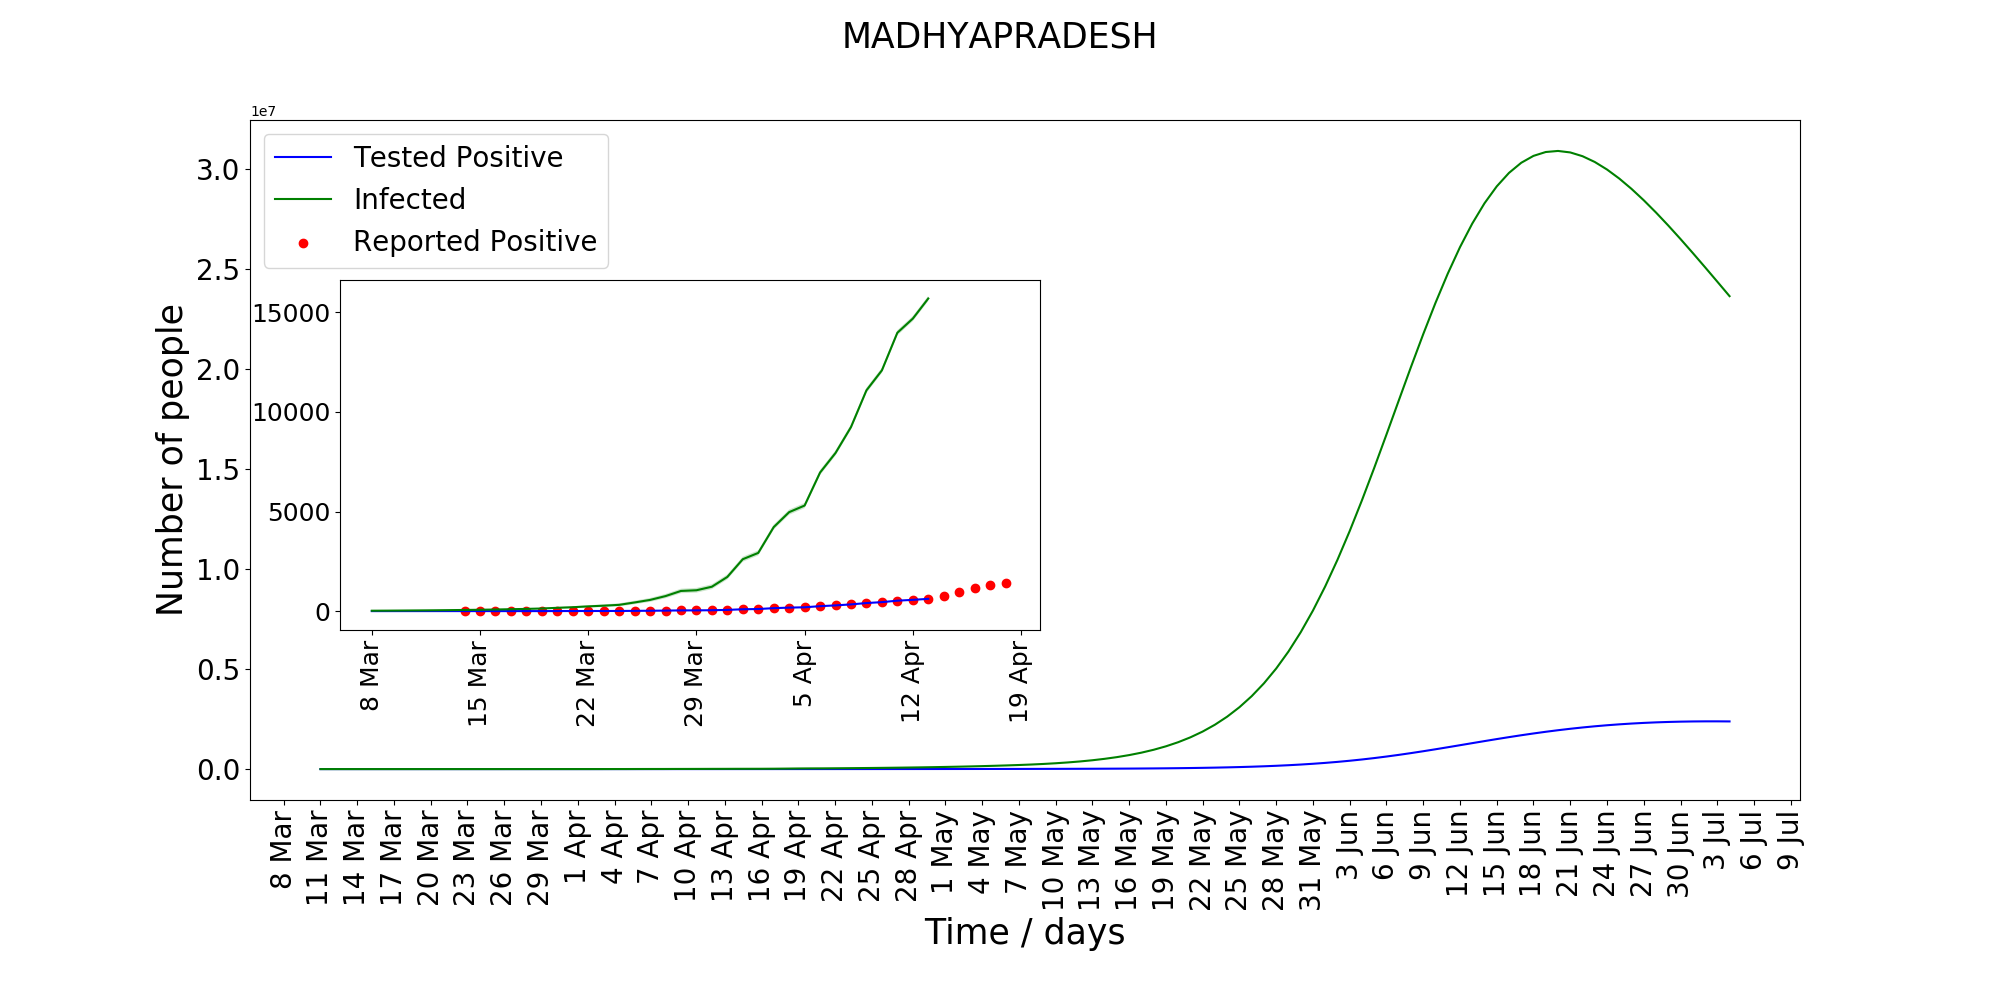 MADHYAPRADESH
1e7
Tested Positive
Infected
Reported Positive
Number of people
3.0
2.5
2.0
1.5
1.0
0.5
0.0
15000
10000
5000
0
8 Mar
15 Mar
22 Mar
29 Mar
5 Apr
12 Apr
19 Apr
8 Mar
11 Mar
14 Mar
17 Mar
20 Mar
23 Mar
26 Mar
29 Mar
1 Apr
4 Apr
7 Apr
10 Apr
13 Apr
16 Apr
19 Apr
22 Apr
25 Apr
28 Apr
1 May
4 May
7 May
10 May
13 May
16 May
19 May
22 May
25 May
28 May
31 May
3 Jun
6 Jun
9 Jun
12 Jun
15 Jun
18 Jun
21 Jun
24 Jun
27 Jun
30 Jun
3 Jul
6 Jul
9 Jul
Time / days